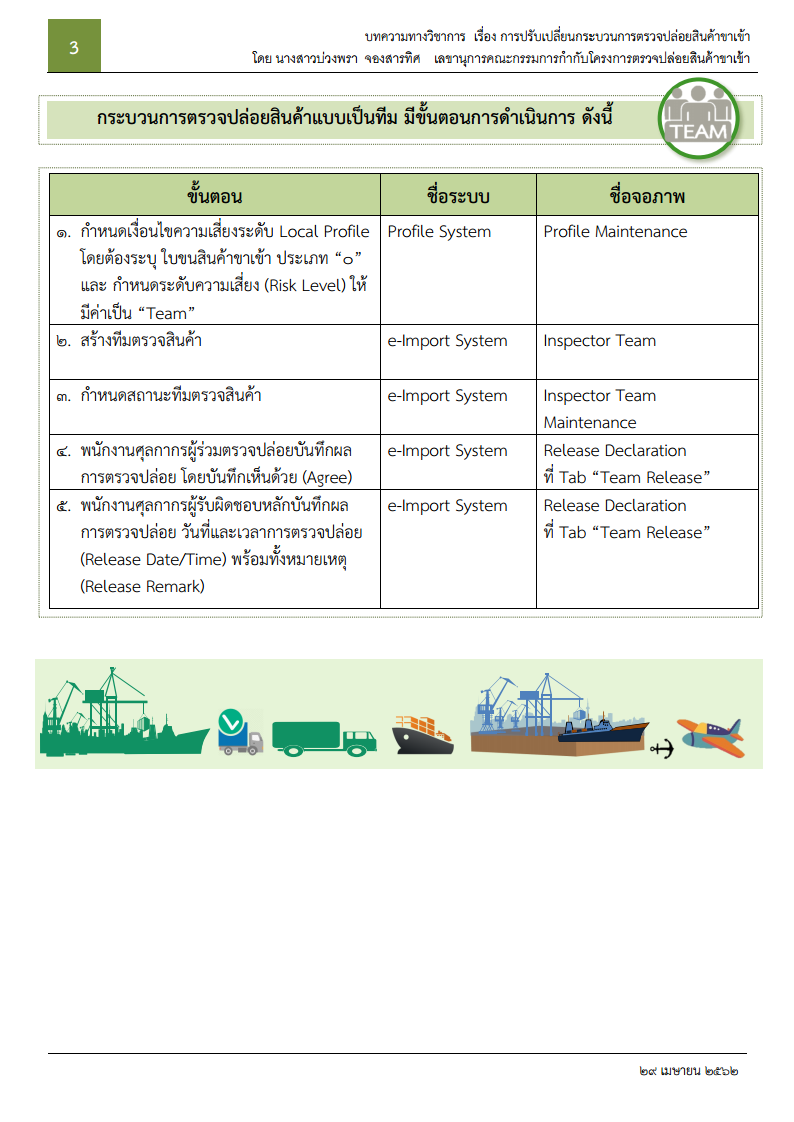 3
บทความทางวิชาการ เรื่อง การปรับเปลี่ยนกระบวนการตรวจปล่อยสินค้าขาเข้า
โดย นางสาวบ่วงพรา จองสารทิศ เลขานุการคณะกรรมการกำกับโครงการตรวจปล่อยสินค้าขาเข้า
กระบวนการตรวจปล่อยสินค้าแบบเป็นทีม มีขั้นตอนการดำเนินการ ดังนี้
TEAM
ขั้นตอน ชื่อระบบ ชื่อจอภาพ
๑. กำหนดเงื่อนไขความเสี่ยงระดับ Local Profile Profile System Profile Maintenance
โดยต้องระบุ ใบขนสินค้าขาเข้า ประเภท “๐”
และ กำหนดระดับความเสี่ยง (Risk Level) ให้
มีค่าเป็น “Team”
๒. สร้างทีมตรวจสินค้า e-Import System Inspector Team
๓. กำหนดสถานะทีมตรวจสินค้า e-Import System Inspector Team
Maintenance
๔. พนักงานศุลกากรผู้ร่วมตรวจปล่อยบันทึกผล e-Import System Release Declaration
การตรวจปล่อย โดยบันทึกเห็นด้วย (Agree) ที่ Tab “Team Release”
๕. พนักงานศุลกากรผู้รับผิดชอบหลักบันทึกผล e-Import System Release Declaration
การตรวจปล่อย วันที่และเวลาการตรวจปล่อย ที่ Tab “Team Release”
(Release Date/Time) พร้อมทั้งหมายเหตุ
(Release Remark)
๒๙ เมษายน ๒๕๖๒